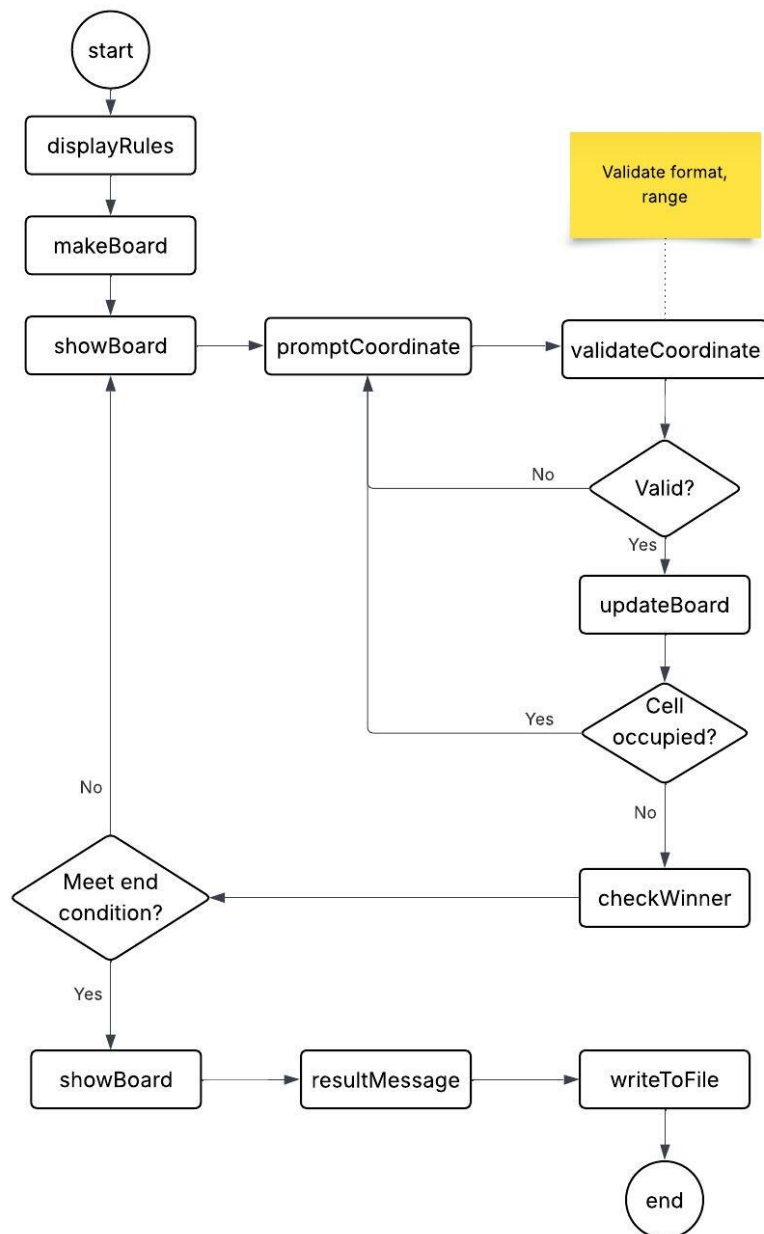 start
displayRules
makeBoard
showBoard
promptCoordinate
validateCoordinate
Validate format,
range
No
Valid?
Yes
updateBoard
Yes
Cell
occupied?
No
No
Meet end
condition?
checkWinner
Yes
showBoard
resultMessage
writeToFile
end